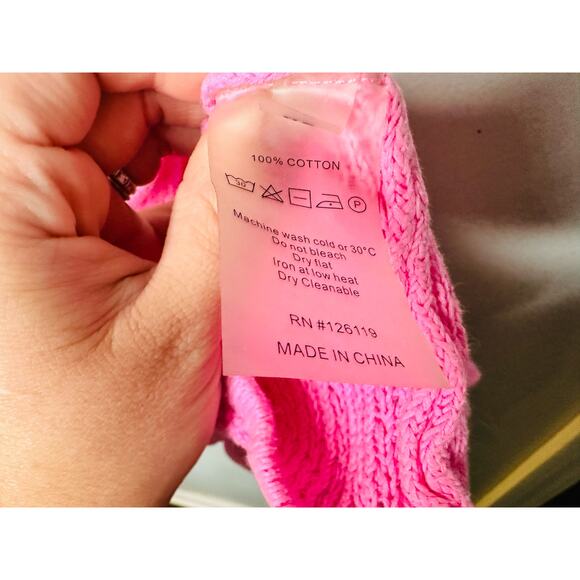 100% COTTON
30 P
Machine wash cold or 30°C
Do not bleach
Dry flat
Iron at low heat
Dry Cleanable
RN #126119
MADE IN CHINA